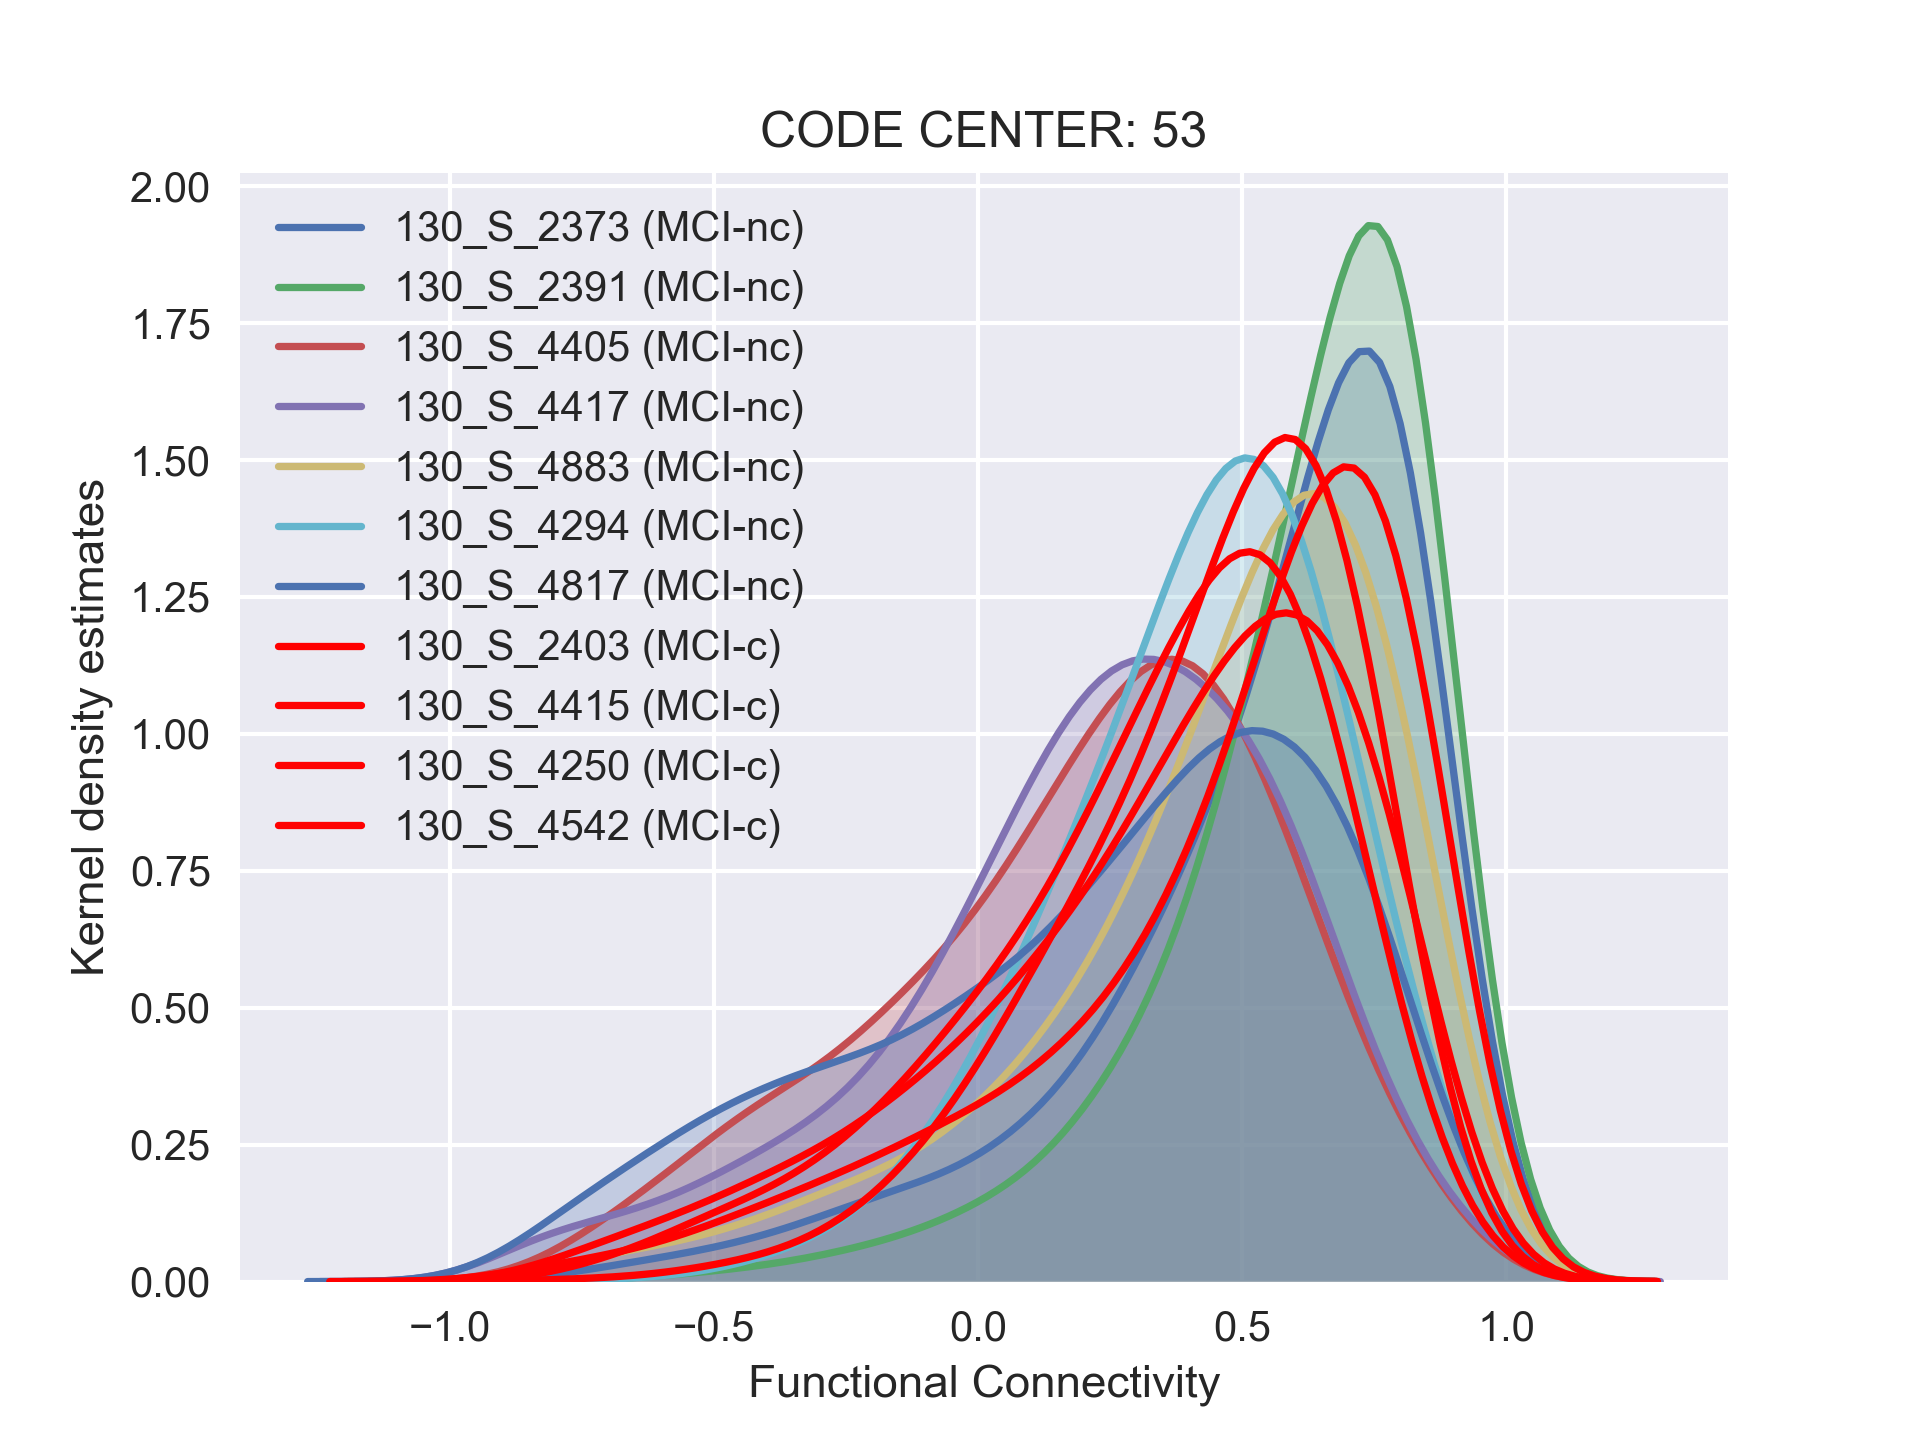 CODE CENTER: 53
2.00
1.75
1.50
1.25
1.00
0.75
0.50
0.25
0.00
Kernel density estimates
130_S_2373 (MCI-nc)
130_S_2391 (MCI-nc)
130_S_4405 (MCI-nc)
130_S_4417 (MCI-nc)
130_S_4883 (MCI-nc)
130_S_4294 (MCI-nc)
130_S_4817 (MCI-nc)
130_S_2403 (MCI-c)
130_S_4415 (MCI-c)
130_S_4250 (MCI-c)
130_S_4542 (MCI-c)
−1.0 −0.5 0.0 0.5 1.0
Functional Connectivity